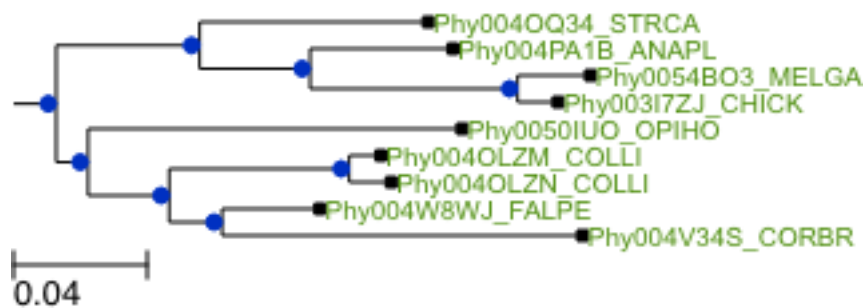 Phy004OQ34_STRCA
Phy004PA1B_ANAPL
Phy0054BO3_MELGA
Phy003I7ZJ_CHICK
Phy0050IUO_OPIHO
Phy004OLZM_COLLI
Phy004OLZN_COLLI
Phy004W8WJ_FALPE
Phy004V34S_CORBR
0.04